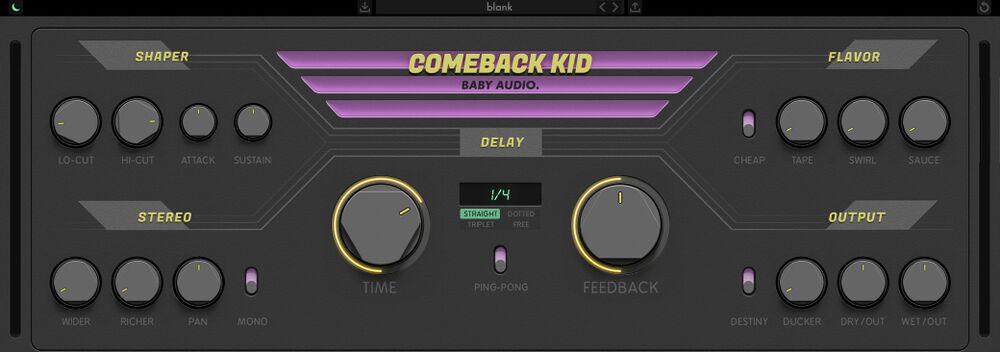 blank
COMEBACK KID
BABY AUDIO.
SHAPER
LO-CUT HI-CUT ATTACK SUSTAIN
STEREO
WIDER RICHER PAN MONO
DELAY
1/4
STRAIGHT DOTTED
TRIPLET FREE
TIME PING-PONG FEEDBACK
FLAVOR
CHEAP TAPE SWIRL SAUCE
OUTPUT
DESTINY DUCKER DRY/OUT WET/OUT